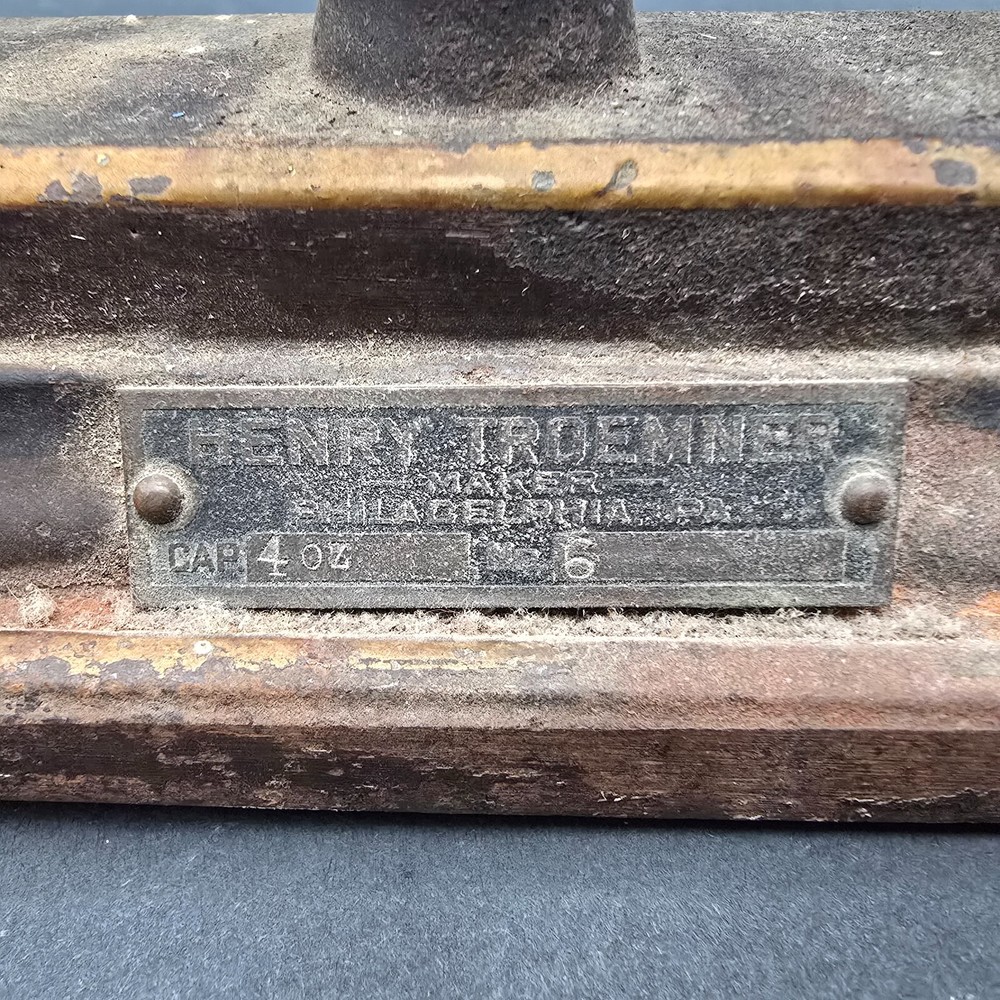 HENRY TROEMNER
— MAKER —
PHILADELPHIA, PA.
CAP 4 OZ No 6